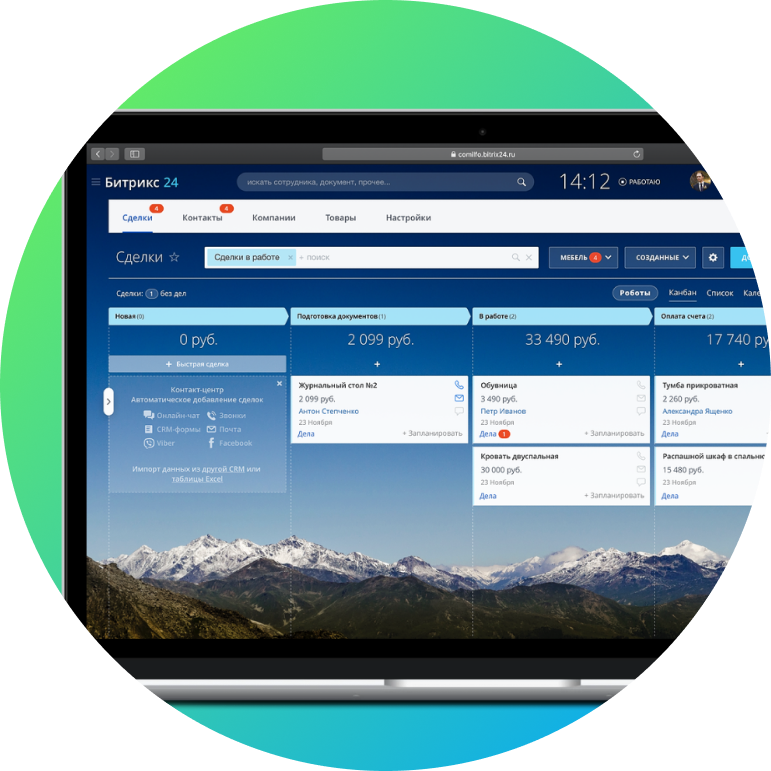 cornilfo.bitrix24.ru
Битрикс 24
искать сотрудника, документ, прочее...
14:12
РАБОТАЮ
Сделки 4
Контакты 4
Компании
Товары
Настройки
Сделки
Сделки в работе ×
+ поиск
МЕБЕЛЬ 4
СОЗДАННЫЕ
Сделки: 1 без дел
Роботы
Канбан
Список
Новая (0)
Подготовка документов (1)
В работе (2)
Оплата счета (2)
0 руб.
2 099 руб.
33 490 руб.
17 740 ру
+ Быстрая сделка
+
+
+
Контакт-центр
Автоматическое добавление сделок
Онлайн-чат
Звонки
CRM-формы
Почта
Viber
Facebook
Импорт данных из другой CRM или
таблицы Excel
Журнальный стол №2
2 099 руб.
Антон Степченко
23 Ноября
Дела
+ Запланировать
Обувница
3 490 руб.
Петр Иванов
23 Ноября
Дела 1
+ Запланировать
Кровать двуспальная
30 000 руб.
23 Ноября
Дела
+ Запланировать
Тумба прикроватная
2 260 руб.
Александра Ященко
23 Ноября
Дела
Распашной шкаф в спальню
15 480 руб.
23 Ноября
Дела